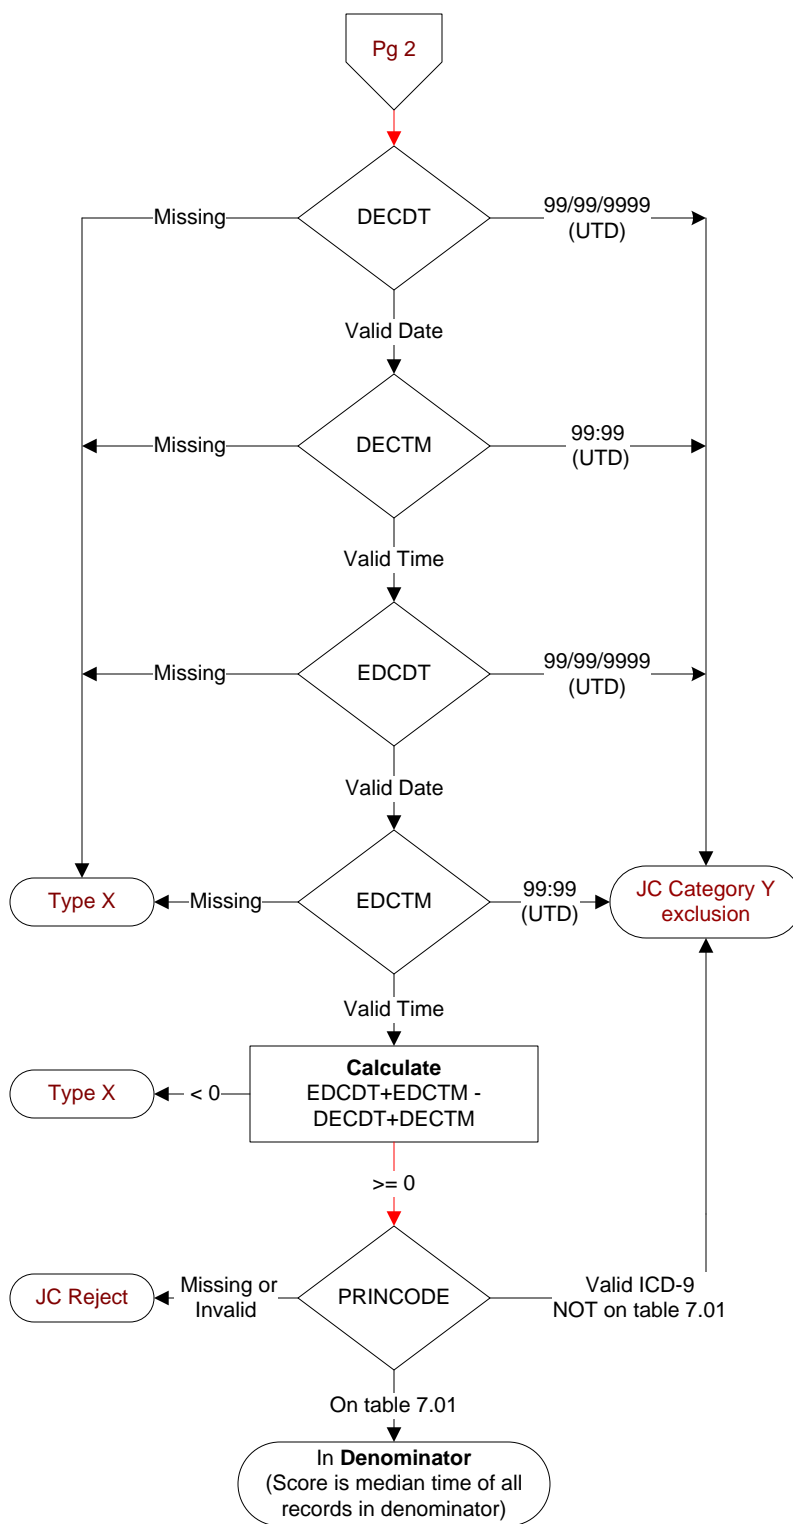 Pg 2
DECDT
Missing
99/99/9999
(UTD)
Valid Date
DECTM
Missing
99:99
(UTD)
Valid Time
EDCDT
Missing
99/99/9999
(UTD)
Valid Date
EDCTM
Type X
Missing
99:99
(UTD)
JC Category Y
exclusion
Valid Time
Calculate
EDCDT+EDCTM -
DECDT+DECTM
Type X
< 0
>= 0
PRINCODE
JC Reject
Missing or
Invalid
Valid ICD-9
NOT on table 7.01
On table 7.01
In Denominator
(Score is median time of all
records in denominator)